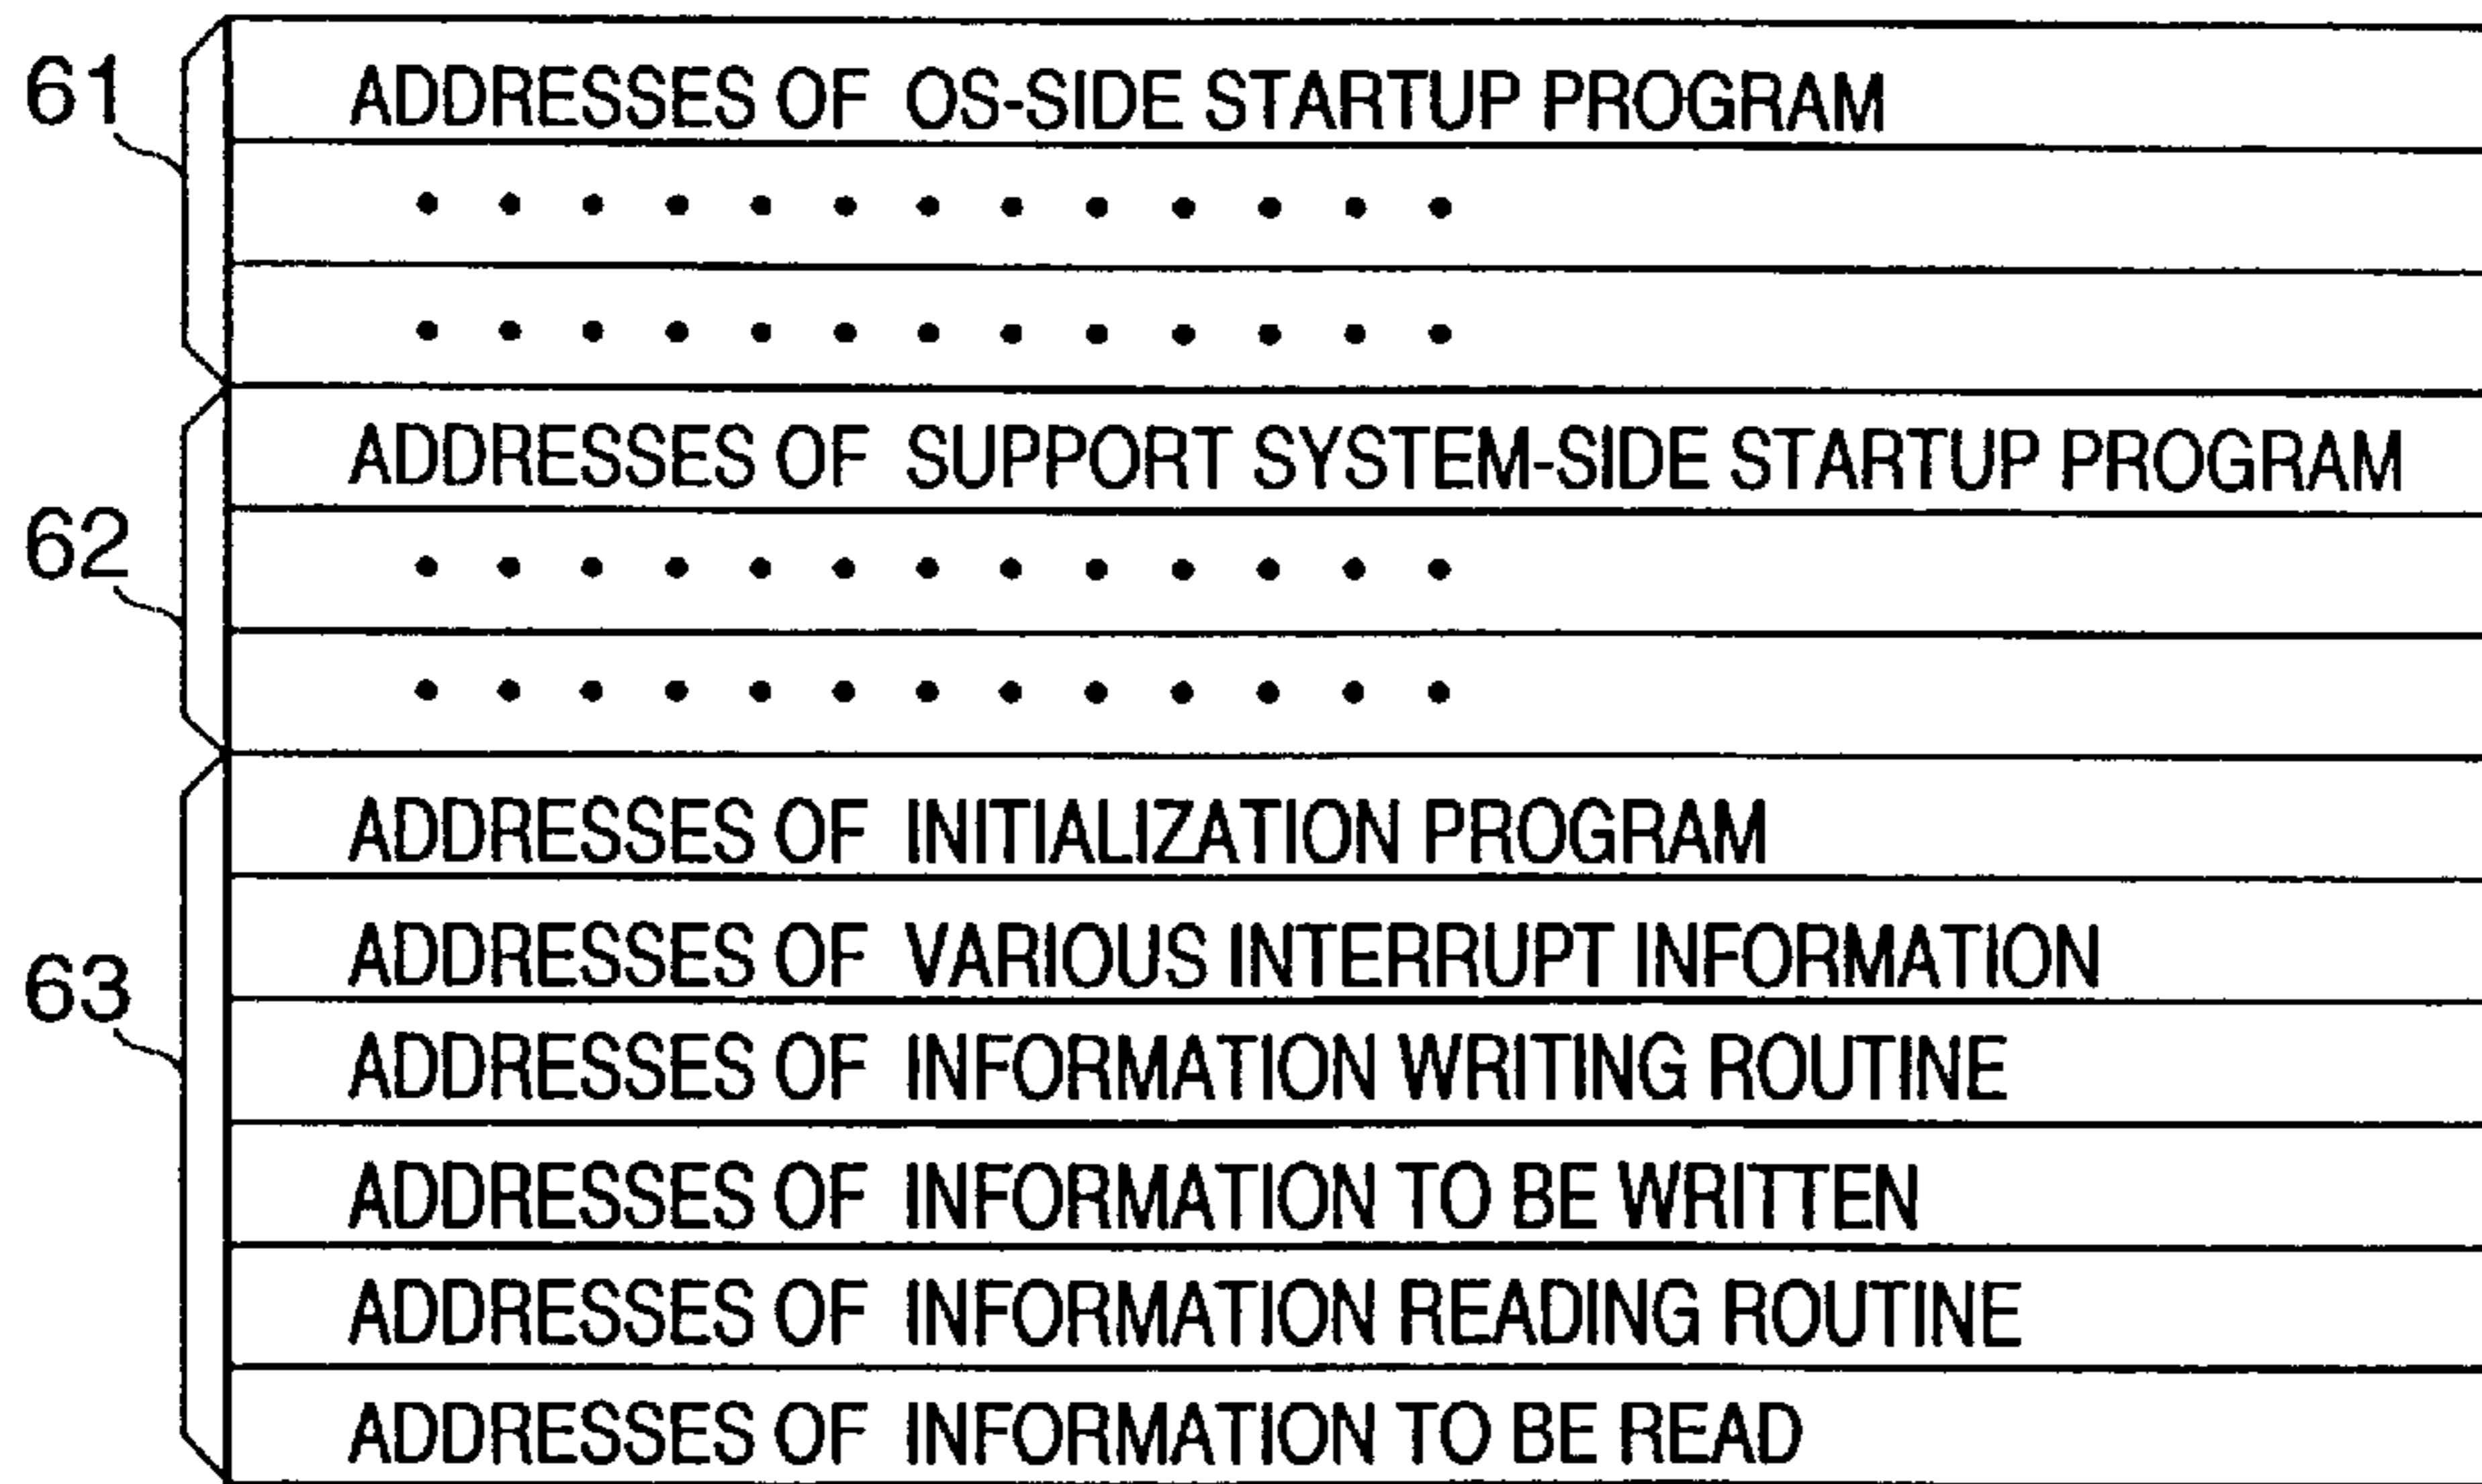 61
ADDRESSES OF OS-SIDE STARTUP PROGRAM
• • • • • • • • • • • • •
• • • • • • • • • • • • •
62
ADDRESSES OF SUPPORT SYSTEM-SIDE STARTUP PROGRAM
• • • • • • • • • • • • •
• • • • • • • • • • • • •
63
ADDRESSES OF INITIALIZATION PROGRAM
ADDRESSES OF VARIOUS INTERRUPT INFORMATION
ADDRESSES OF INFORMATION WRITING ROUTINE
ADDRESSES OF INFORMATION TO BE WRITTEN
ADDRESSES OF INFORMATION READING ROUTINE
ADDRESSES OF INFORMATION TO BE READ